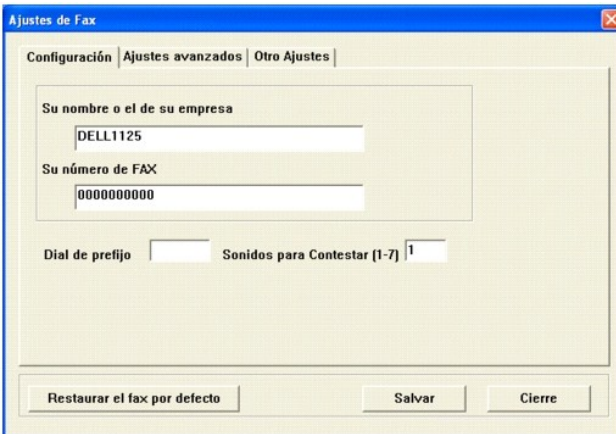 Ajustes de Fax
Configuración Ajustes avanzados Otro Ajustes
Su nombre o el de su empresa
DELL1125
Su número de FAX
0000000000
Dial de prefijo Sonidos para Contestar (1-7) 1
Restaurar el fax por defecto Salvar Cierre